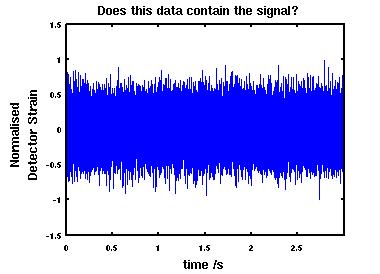 Does this data contain the signal?
1.5
1
0.5
0
-0.5
-1
-1.5
Normalised
Detector Strain
0 0.5 1 1.5 2 2.5
time /s